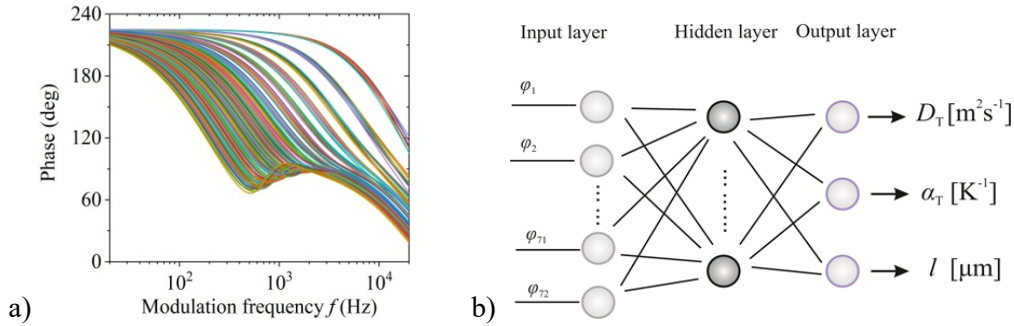 240
180
120
60
0
Phase (deg)
10²
10³
10⁴
Modulation frequency f (Hz)
a)
Input layer
Hidden layer
Output layer
φ₁
φ₂
φ₇₁
φ₇₂
D_T [m²s⁻¹]
α_T [K⁻¹]
l [μm]
b)